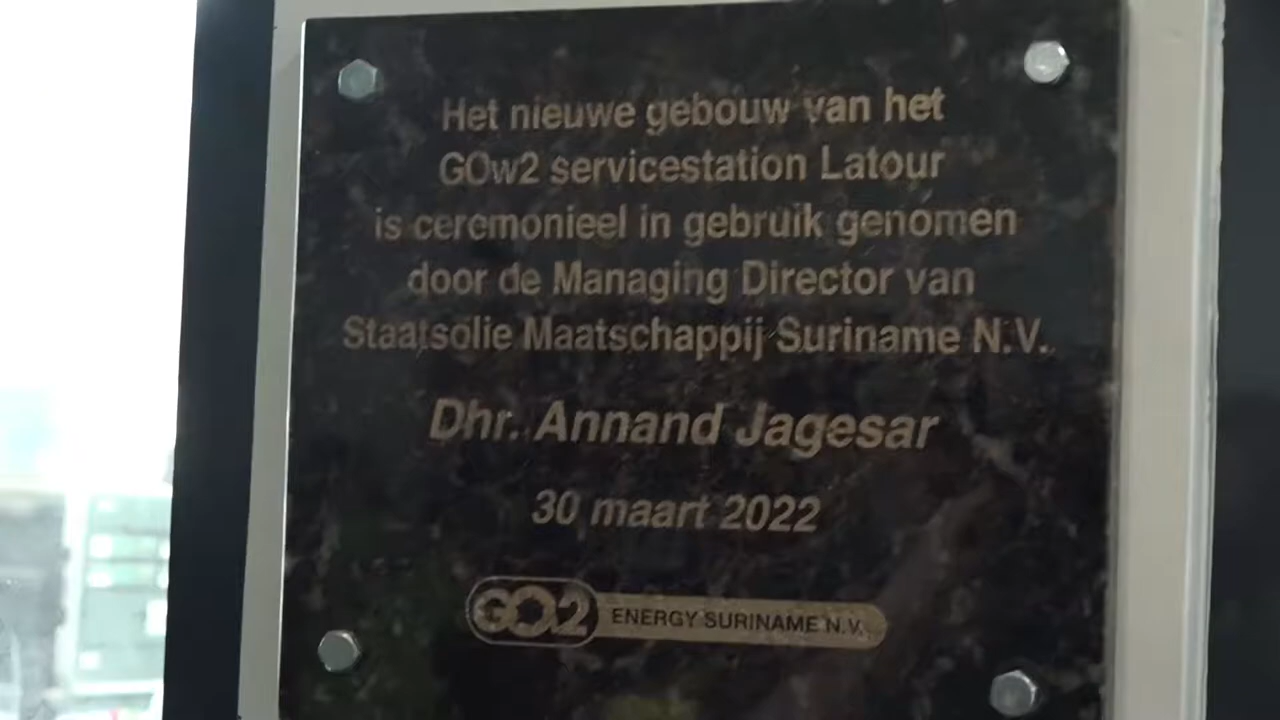 Het nieuwe gebouw van het
GOw2 servicestation Latour
is ceremonieel in gebruik genomen
door de Managing Director van
Staatsolie Maatschappij Suriname N.V.
Dhr. Annand Jagesar
30 maart 2022
GO2 ENERGY SURINAME N.V.